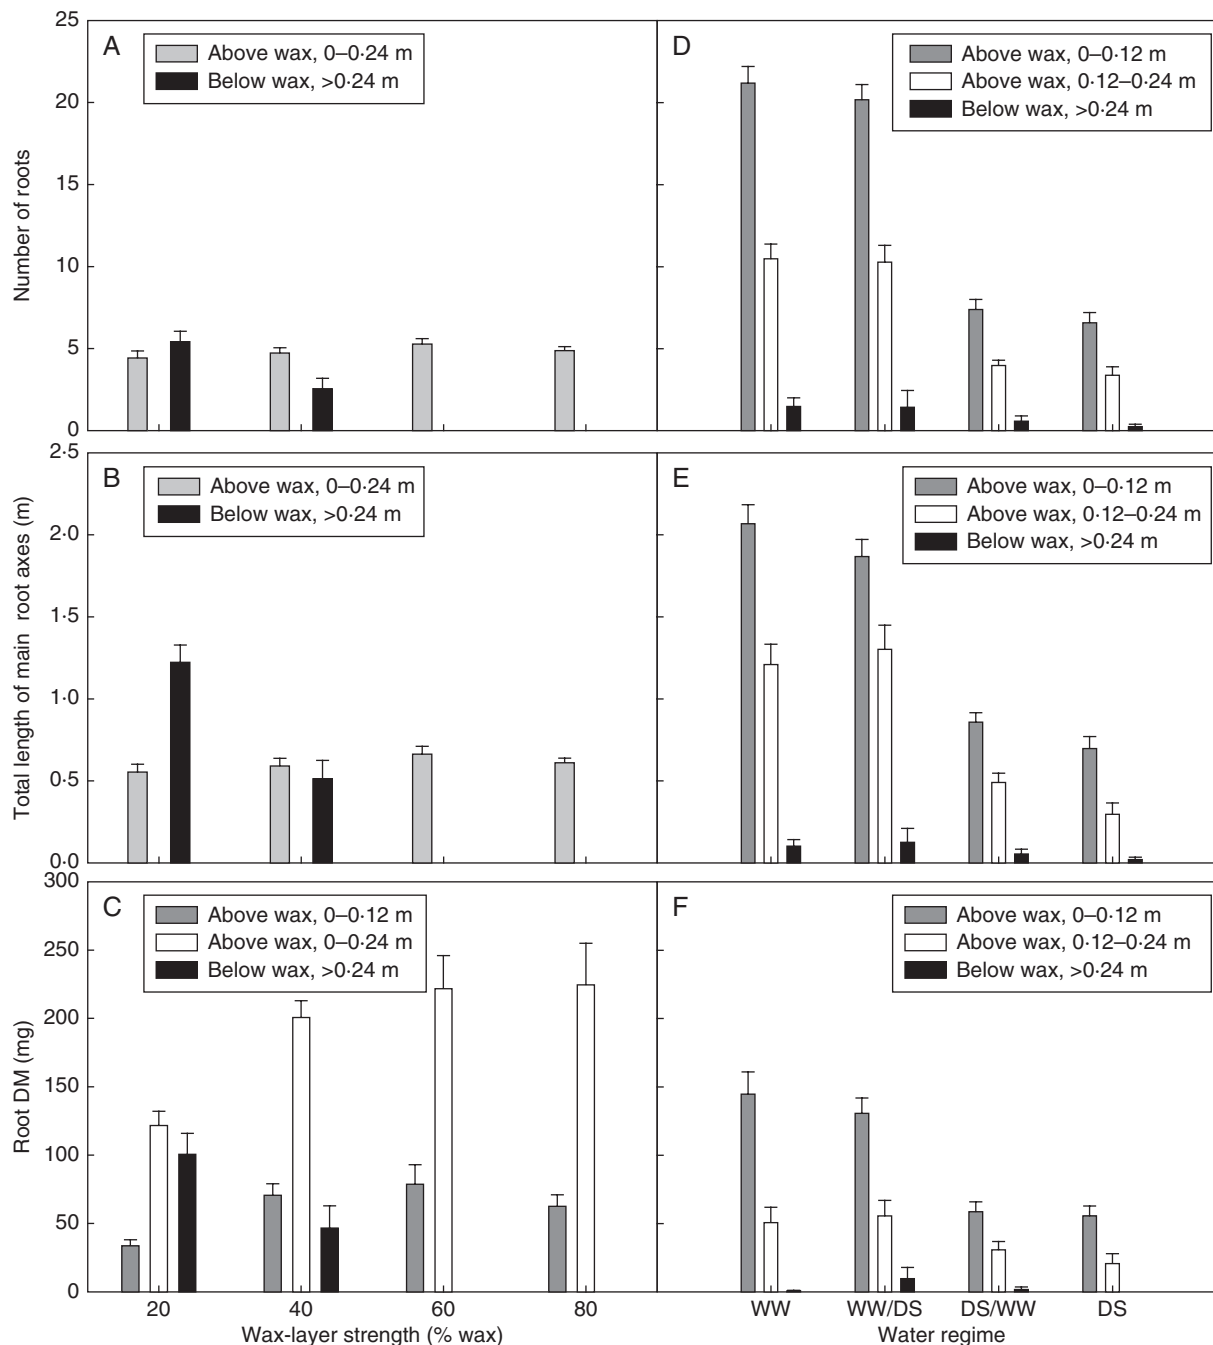 A
Above wax, 0–0·24 m
Below wax, >0·24 m
25
20
15
10
5
0
Number of roots
D
Above wax, 0–0·12 m
Above wax, 0·12–0·24 m
Below wax, >0·24 m
B
Above wax, 0–0·24 m
Below wax, >0·24 m
2·5
2·0
1·5
1·0
0·5
0·0
Total length of main root axes (m)
E
Above wax, 0–0·12 m
Above wax, 0·12–0·24 m
Below wax, >0·24 m
C
Above wax, 0–0·12 m
Above wax, 0–0·24 m
Below wax, >0·24 m
300
250
200
150
100
50
0
Root DM (mg)
20 40 60 80
Wax-layer strength (% wax)
F
Above wax, 0–0·12 m
Above wax, 0·12–0·24 m
Below wax, >0·24 m
WW WW/DS DS/WW DS
Water regime